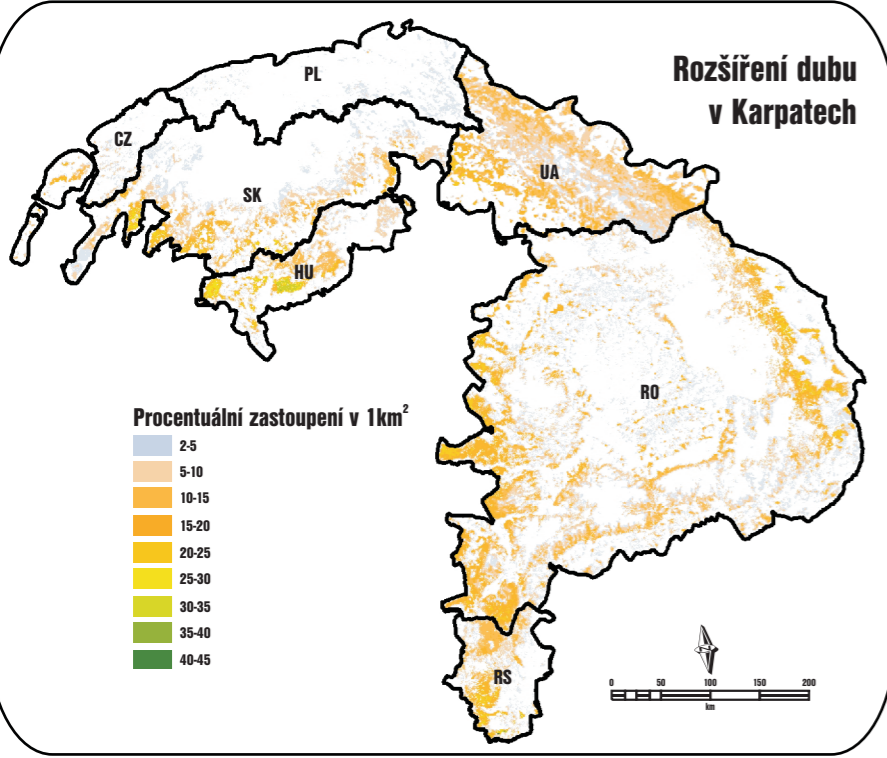 Rozšíření dubu
v Karpatech
PL
CZ
SK
UA
HU
RO
RS
Procentuální zastoupení v 1km²
2-5
5-10
10-15
15-20
20-25
25-30
30-35
35-40
40-45
0 50 100 150 200
km